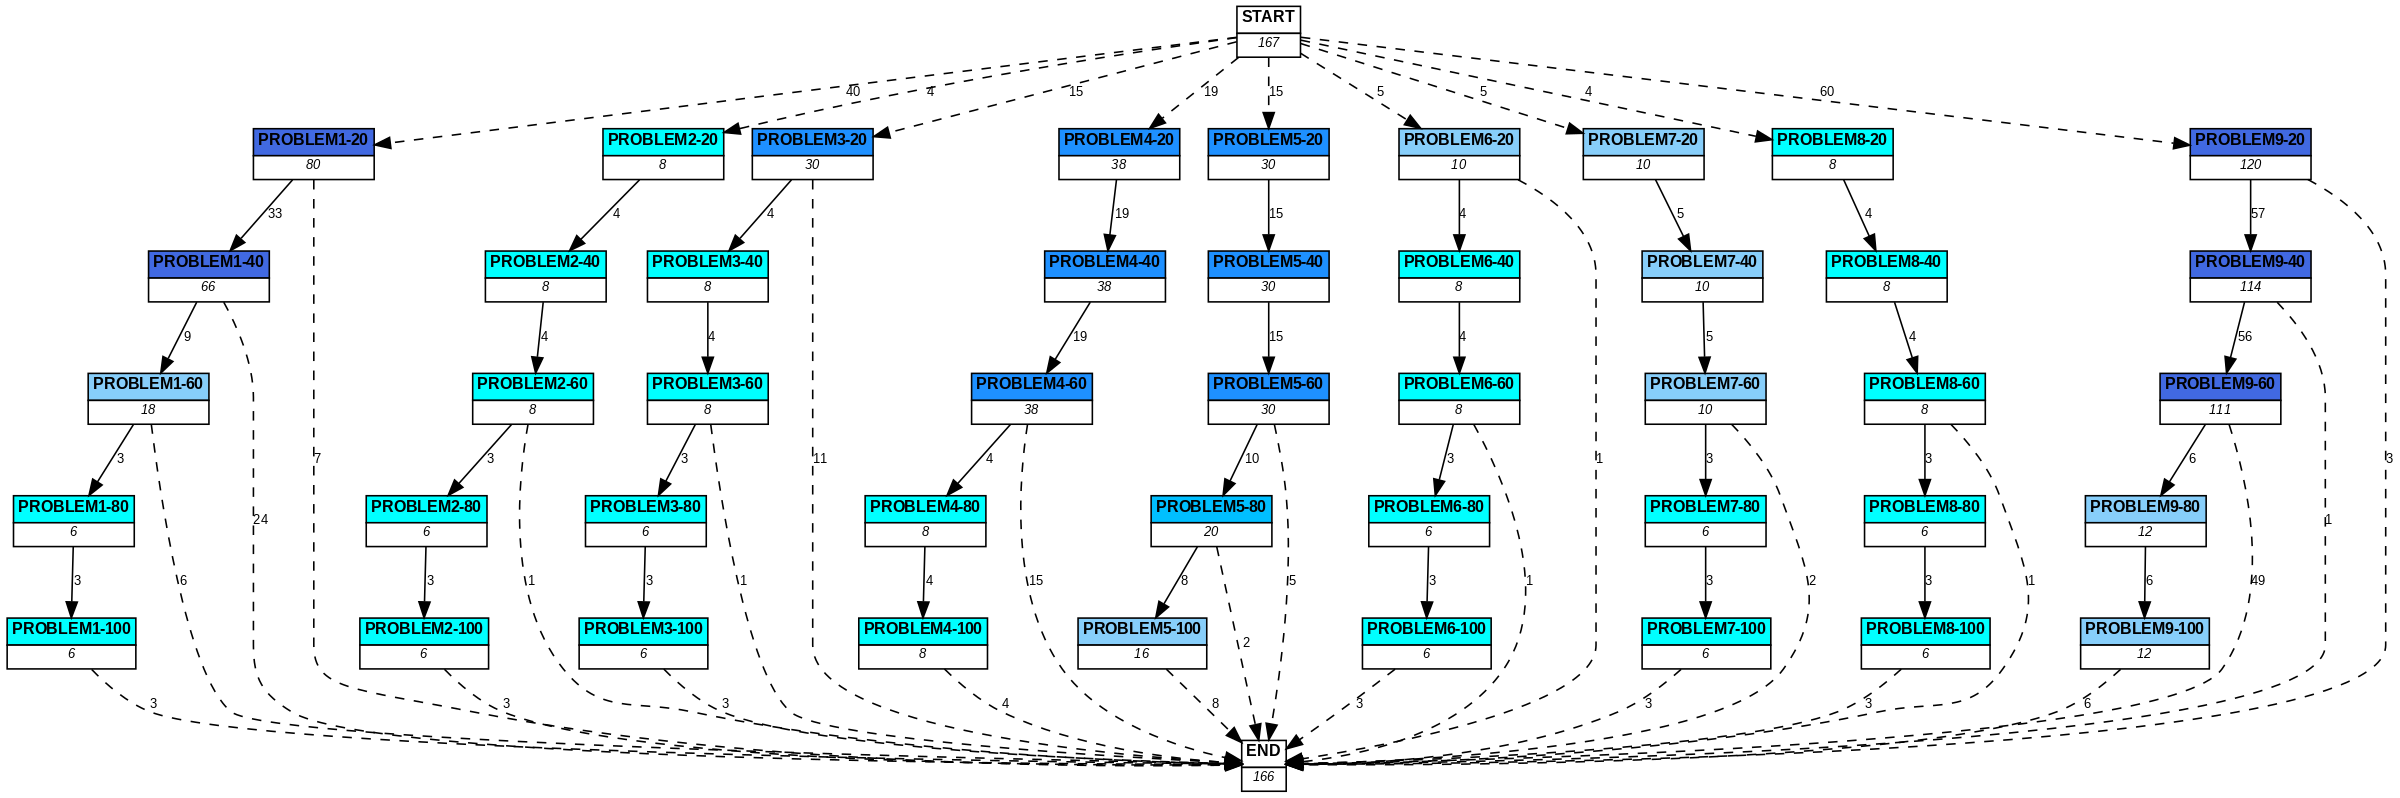 START
167
40
4
15
19
15
5
5
4
60
PROBLEM1-20
80
PROBLEM2-20
8
PROBLEM3-20
30
PROBLEM4-20
38
PROBLEM5-20
30
PROBLEM6-20
10
PROBLEM7-20
10
PROBLEM8-20
8
PROBLEM9-20
120
33
4
4
19
15
4
5
4
57
PROBLEM1-40
66
PROBLEM2-40
8
PROBLEM3-40
8
PROBLEM4-40
38
PROBLEM5-40
30
PROBLEM6-40
8
PROBLEM7-40
10
PROBLEM8-40
8
PROBLEM9-40
114
9
4
4
19
15
4
5
4
56
PROBLEM1-60
18
PROBLEM2-60
8
PROBLEM3-60
8
PROBLEM4-60
38
PROBLEM5-60
30
PROBLEM6-60
8
PROBLEM7-60
10
PROBLEM8-60
8
PROBLEM9-60
111
3
7
3
3
11
4
10
3
1
3
3
6
3
PROBLEM1-80
6
PROBLEM2-80
6
PROBLEM3-80
6
PROBLEM4-80
8
PROBLEM5-80
20
PROBLEM6-80
6
PROBLEM7-80
6
PROBLEM8-80
6
PROBLEM9-80
12
24
1
3
6
3
1
3
1
4
15
8
5
3
1
3
2
3
1
6
49
PROBLEM1-100
6
PROBLEM2-100
6
PROBLEM3-100
6
PROBLEM4-100
8
PROBLEM5-100
16
PROBLEM6-100
6
PROBLEM7-100
6
PROBLEM8-100
6
PROBLEM9-100
12
2
3
3
3
4
8
3
3
3
6
END
166